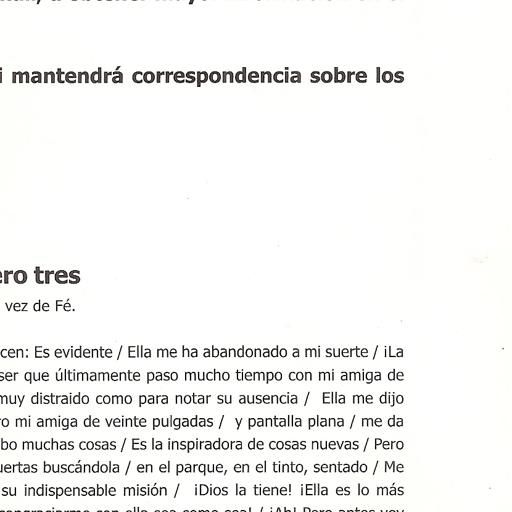 mantendrá correspondencia sobre los
ro tres
vez de Fé.
cen: Es evidente / Ella me ha abandonado a mi suerte / ¡La
ser que últimamente paso mucho tiempo con mi amiga de
muy distraido como para notar su ausencia / Ella me dijo
ro mi amiga de veinte pulgadas / y pantalla plana / me da
bo muchas cosas / Es la inspiradora de cosas nuevas / Pero
uertas buscándola / en el parque, en el tinto, sentado / Me
su indispensable misión / ¡Dios la tiene! ¡Ella es lo más